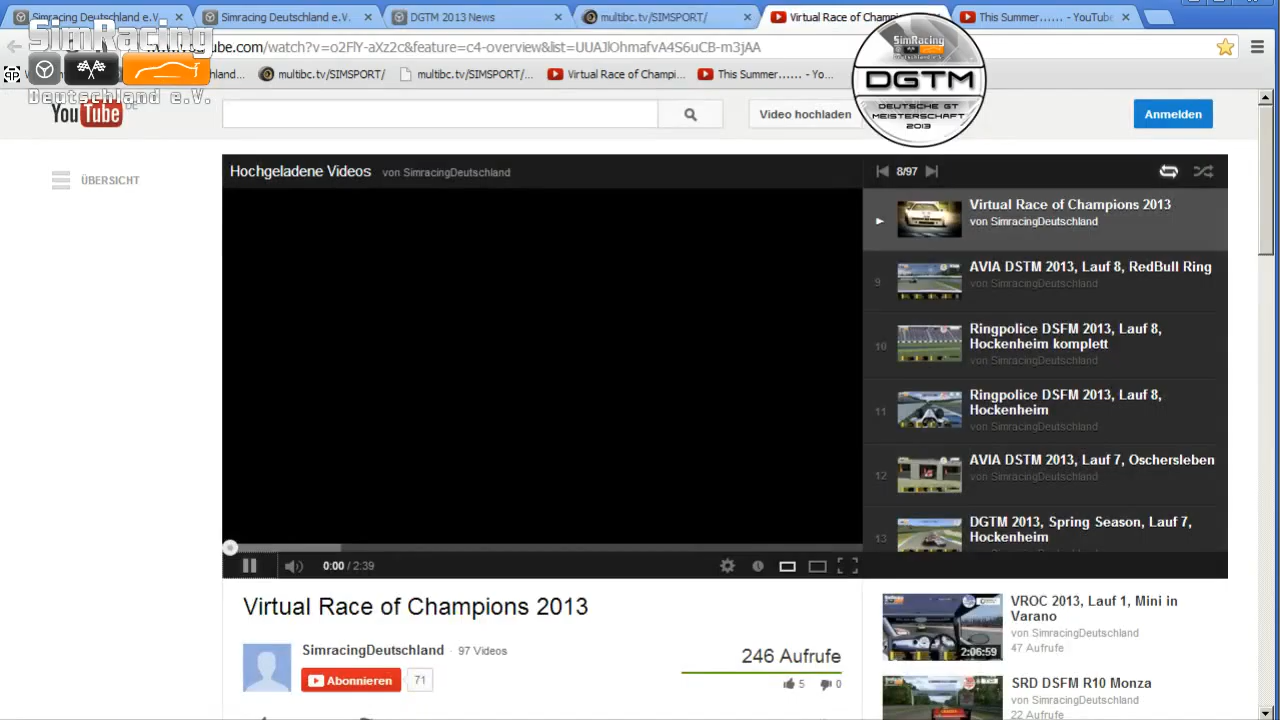 Simracing Deutschland e.V.
Simracing Deutschland e.V.
DGTM 2013 News
multibc.tv/SIMSPORT/
Virtual Race of Champ
This Summer...... - YouTube
SimRacing
Deutschland e.V.
be.com/watch?v=o2FlY-aXz2c&feature=c4-overview&list=UUAJlOhmafvA4S6uCB-m3jAA
multibc.tv/SIMSPORT/
multibc.tv/SIMSPORT/...
Virtual Race of Champi...
This Summer...... - Yo...
SimRacing
Deutschland e.V.
DGTM
DEUTSCHE GT
MEISTERSCHAFT
2013
YouTube
Video hochladen
Anmelden
ÜBERSICHT
Hochgeladene Videos von SimracingDeutschland
8/97
Virtual Race of Champions 2013
von SimracingDeutschland
9
AVIA DSTM 2013, Lauf 8, RedBull Ring
von SimracingDeutschland
10
Ringpolice DSFM 2013, Lauf 8,
Hockenheim komplett
von SimracingDeutschland
11
Ringpolice DSFM 2013, Lauf 8,
Hockenheim
von SimracingDeutschland
12
AVIA DSTM 2013, Lauf 7, Oschersleben
von SimracingDeutschland
13
DGTM 2013, Spring Season, Lauf 7,
Hockenheim
0:00 / 2:39
Virtual Race of Champions 2013
SimracingDeutschland · 97 Videos
Abonnieren 71
246 Aufrufe
5 0
2:06:59
VROC 2013, Lauf 1, Mini in
Varano
von SimracingDeutschland
47 Aufrufe
SRD DSFM R10 Monza
von SimracingDeutschland
22 Aufrufe